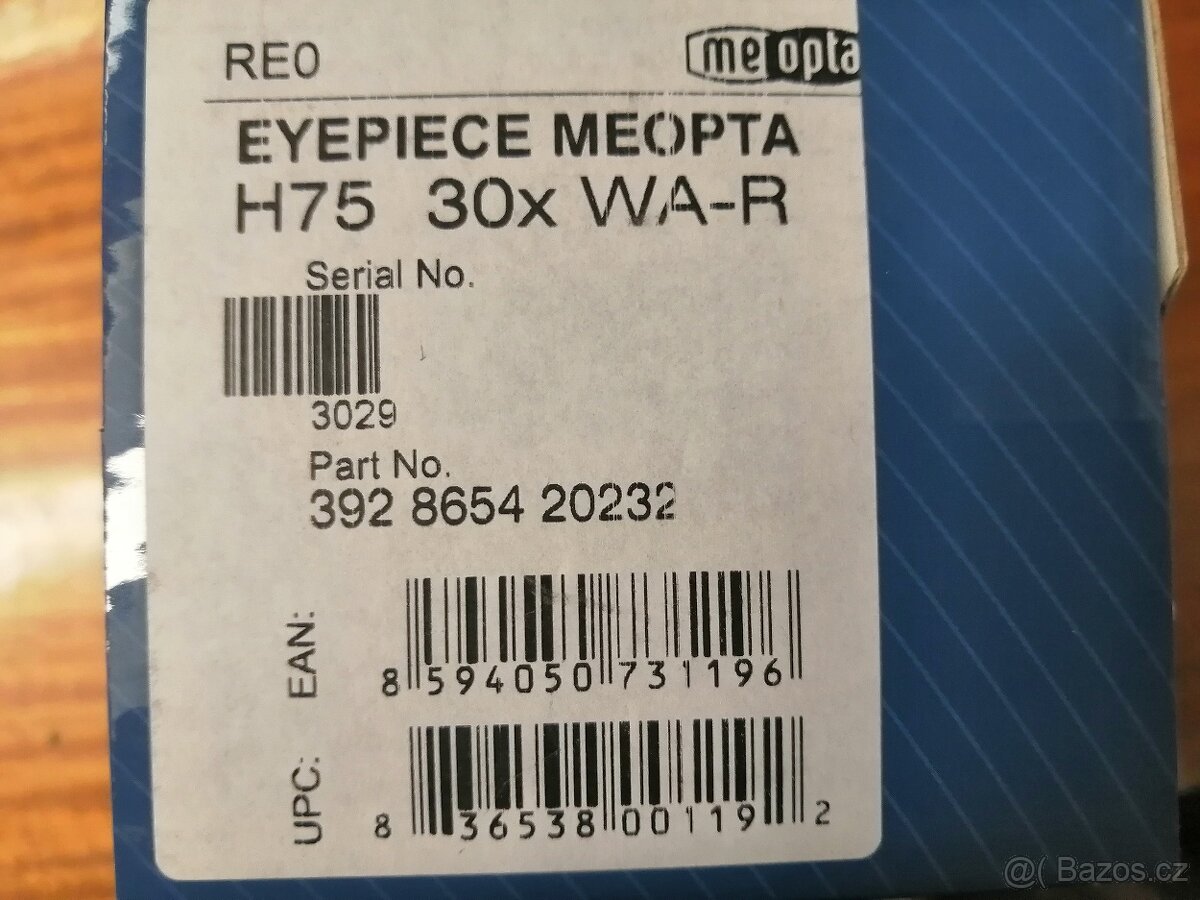 RE0
meopta
EYEPIECE MEOPTA
H75 30x WA-R
Serial No.
3029
Part No.
392 8654 20232
EAN:
8 594050 731196
UPC:
8 36538 00119 2
@( Bazos.cz